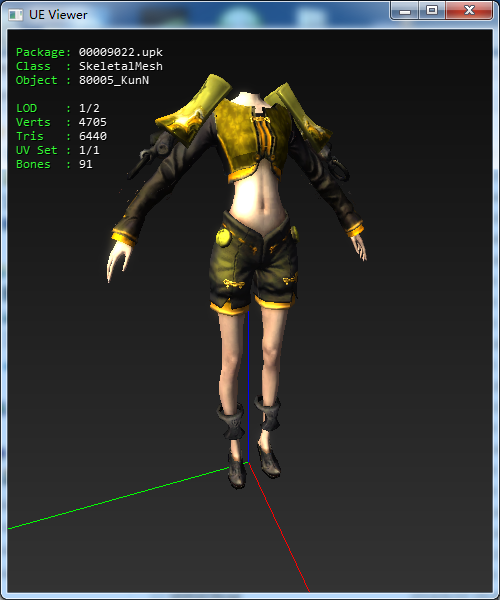 UE Viewer
Package: 00009022.upk
Class : SkeletalMesh
Object : 80005_KunN
LOD : 1/2
Verts : 4705
Tris : 6440
UV Set : 1/1
Bones : 91